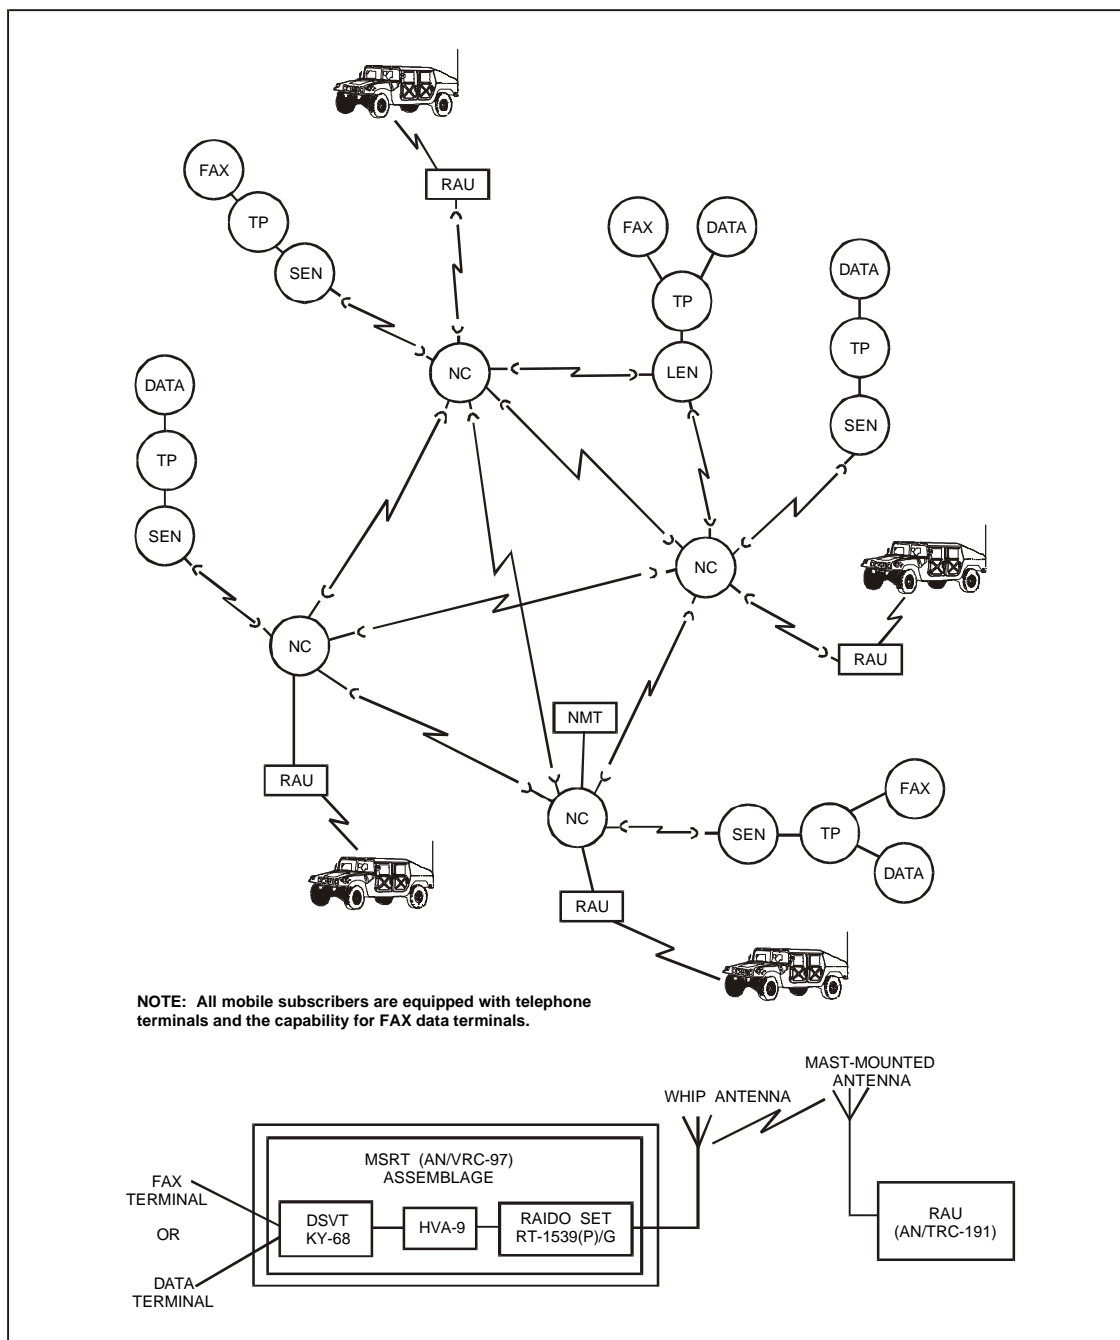 FAX
TP
SEN
RAU
FAX
DATA
TP
LEN
DATA
TP
SEN
NC
DATA
TP
SEN
NC
RAU
NC
RAU
NMT
NC
SEN
TP
FAX
DATA
RAU
NOTE: All mobile subscribers are equipped with telephone
terminals and the capability for FAX data terminals.
MAST-MOUNTED
ANTENNA
WHIP ANTENNA
MSRT (AN/VRC-97)
ASSEMBLAGE
FAX
TERMINAL
OR
DATA
TERMINAL
DSVT
KY-68
HVA-9
RAIDO SET
RT-1539(P)/G
RAU
(AN/TRC-191)